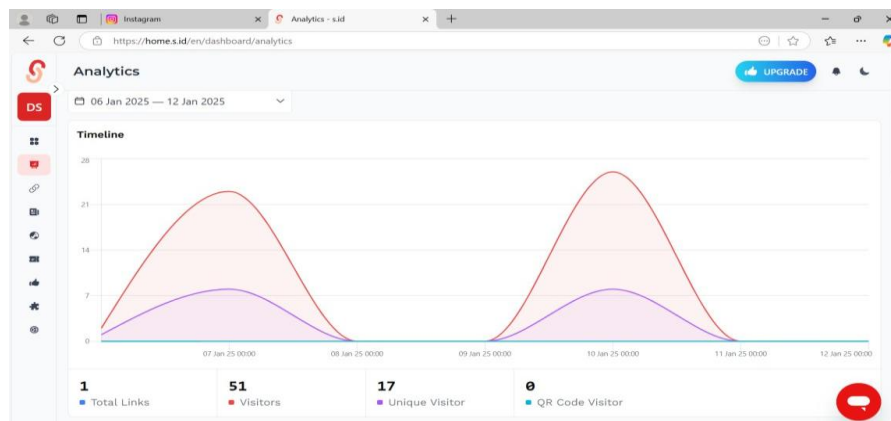 Instagram
Analytics - s.id
https://home.s.id/en/dashboard/analytics
Analytics
UPGRADE
DS
06 Jan 2025 — 12 Jan 2025
Timeline
28
21
14
7
0
07 Jan 25 00:00
08 Jan 25 00:00
09 Jan 25 00:00
10 Jan 25 00:00
11 Jan 25 00:00
12 Jan 25 00:00
1 51 17 0
Total Links Visitors Unique Visitor QR Code Visitor